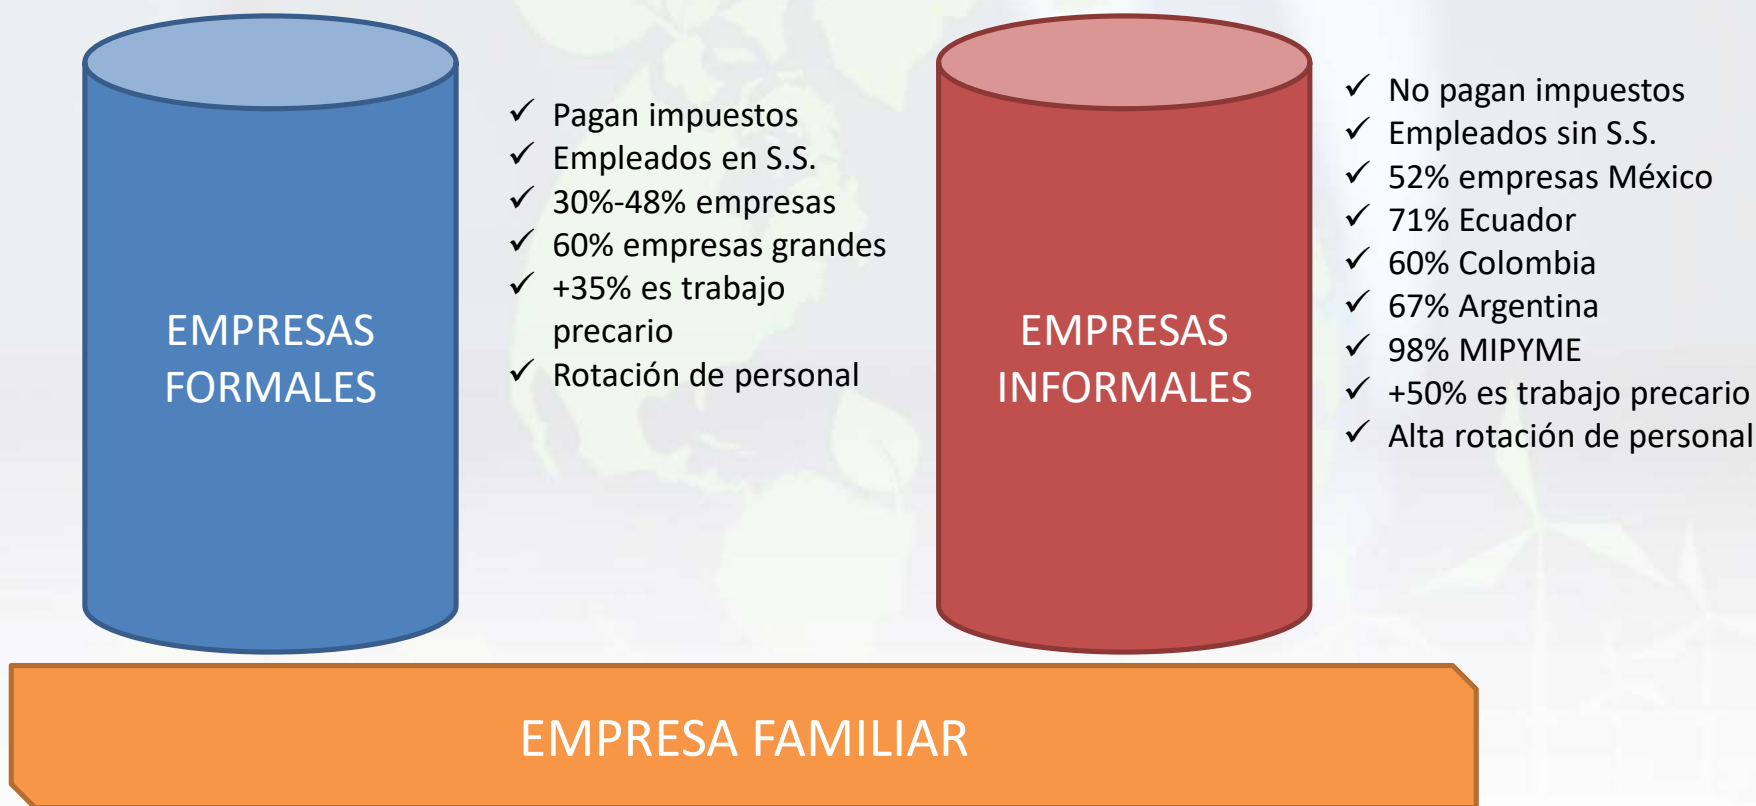 EMPRESAS
FORMALES
✓ Pagan impuestos
✓ Empleados en S.S.
✓ 30%-48% empresas
✓ 60% empresas grandes
✓ +35% es trabajo
precario
✓ Rotación de personal
EMPRESAS
INFORMALES
✓ No pagan impuestos
✓ Empleados sin S.S.
✓ 52% empresas México
✓ 71% Ecuador
✓ 60% Colombia
✓ 67% Argentina
✓ 98% MIPYME
✓ +50% es trabajo precario
✓ Alta rotación de personal
EMPRESA FAMILIAR